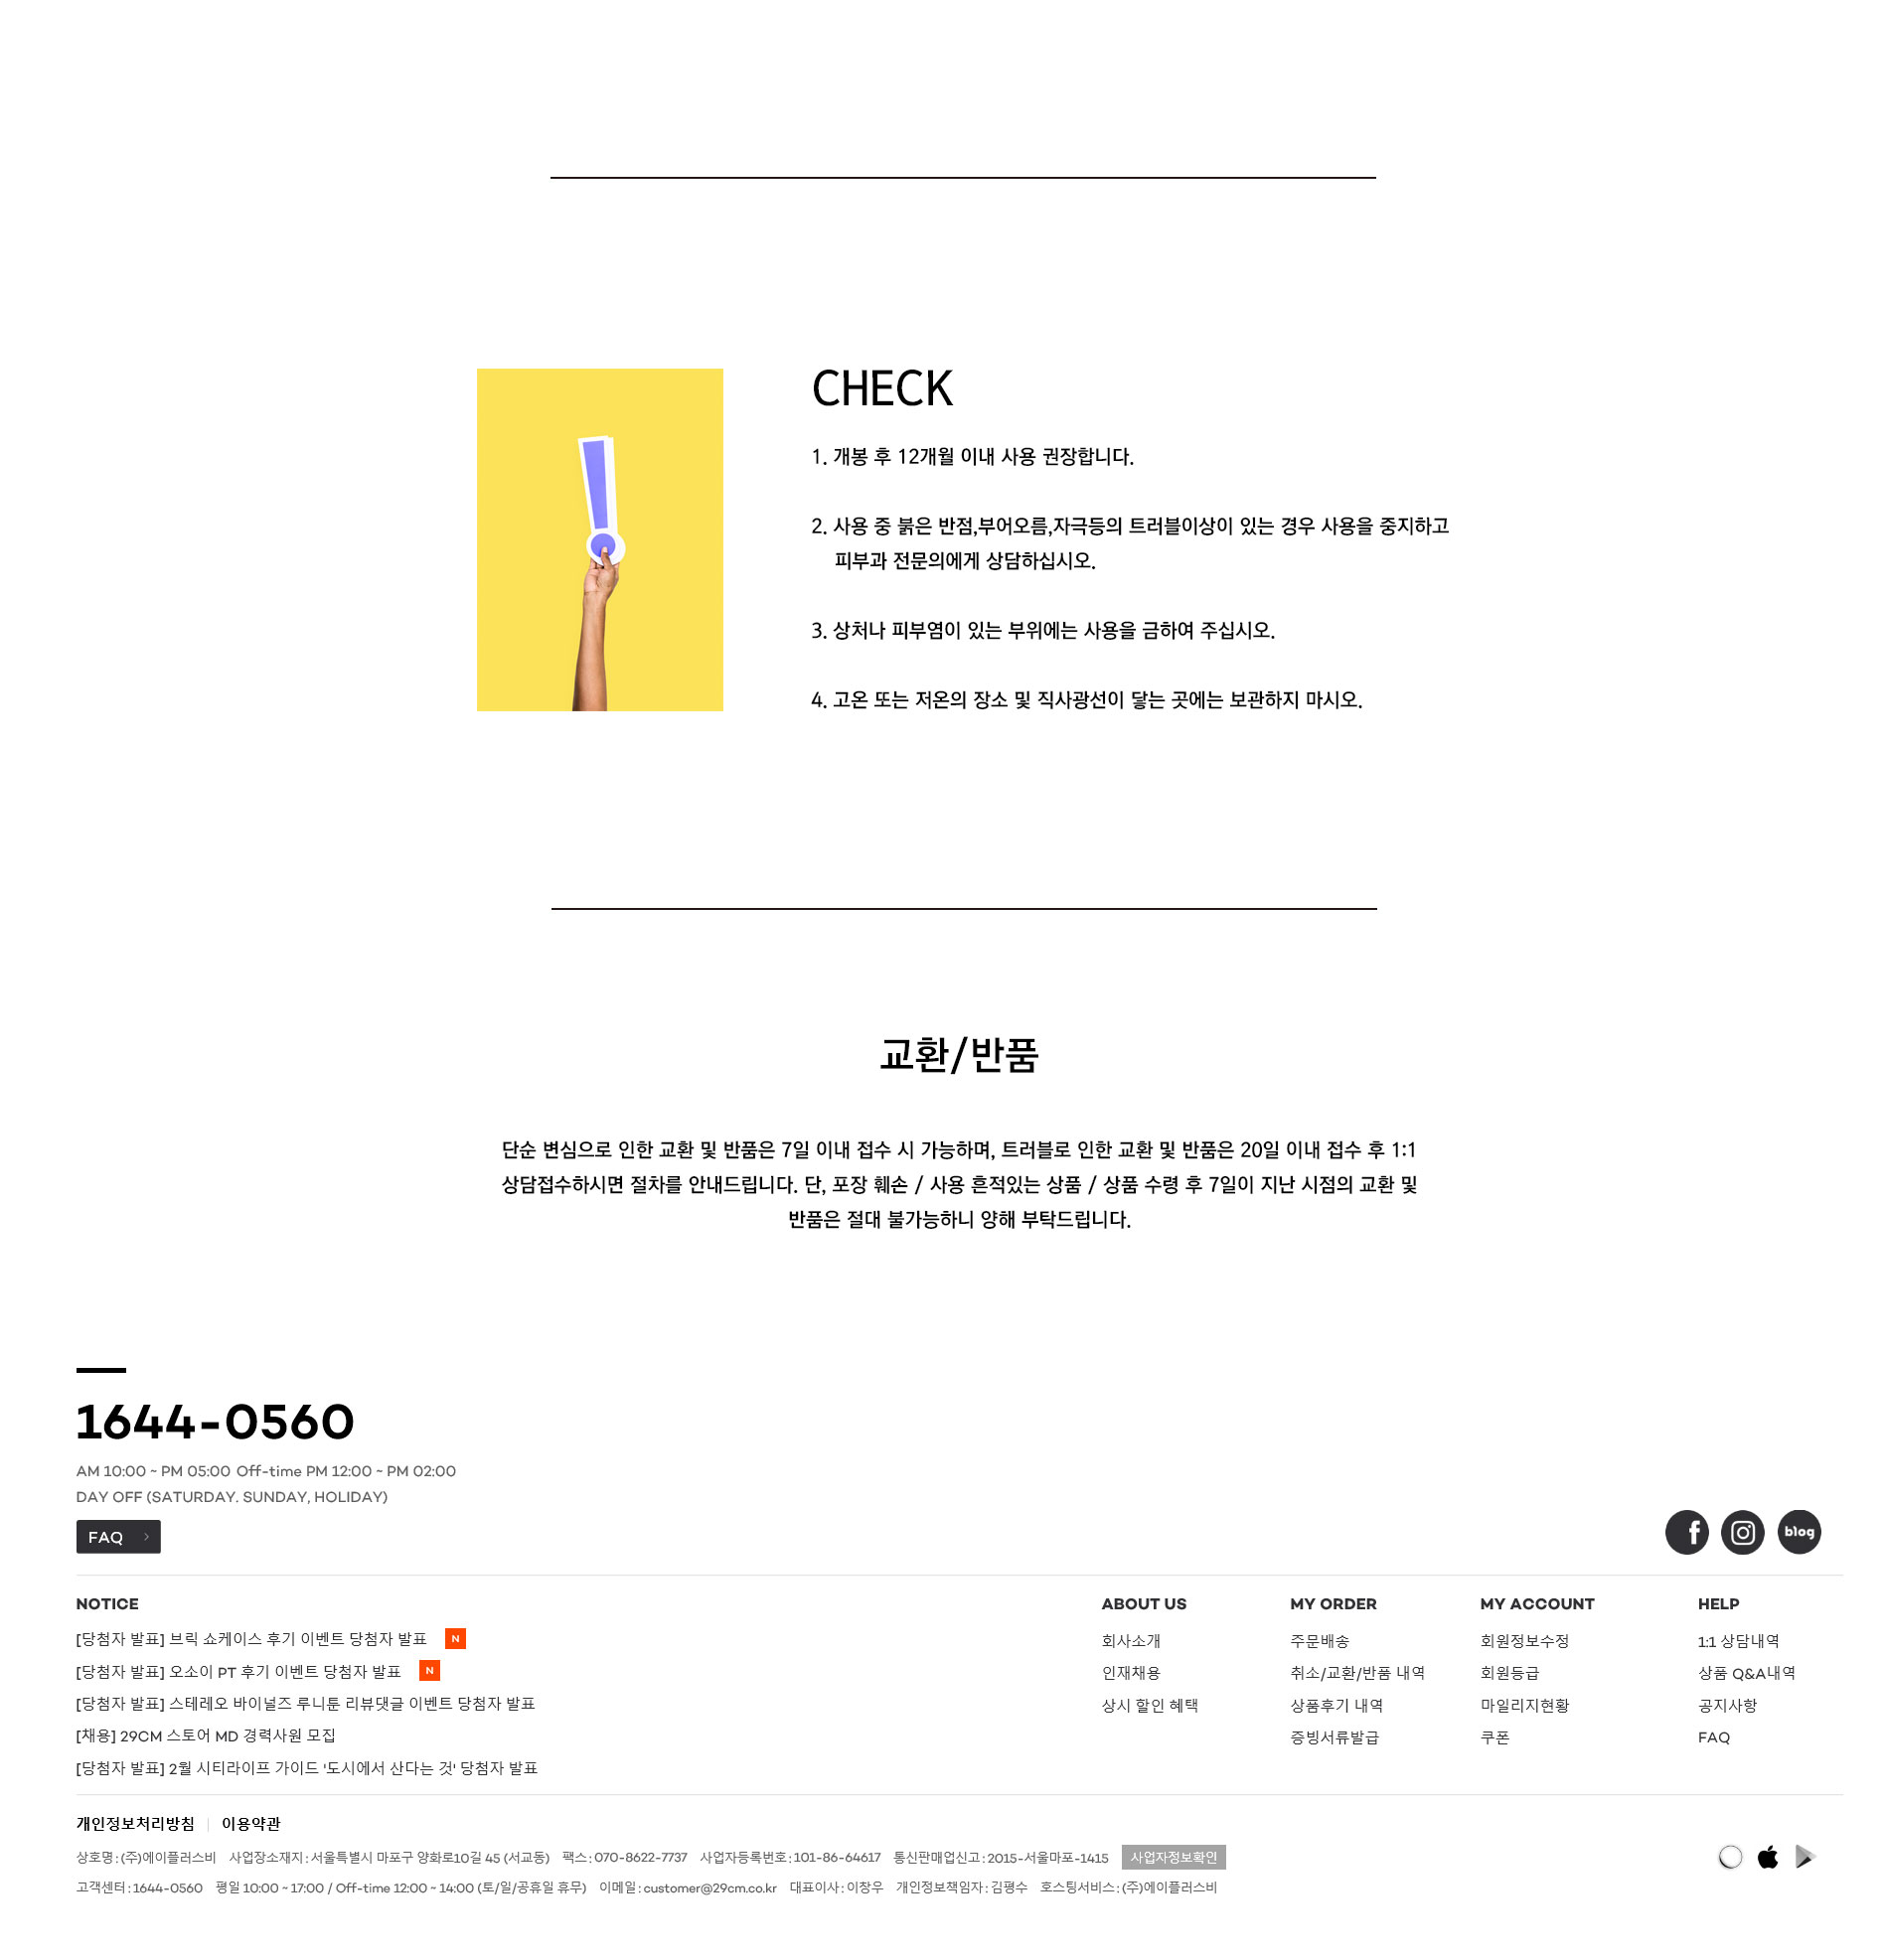 CHECK
1. 개봉 후 12개월 이내 사용 권장합니다.
2. 사용 중 붉은 반점,부어오름,자극등의 트러블이상이 있는 경우 사용을 중지하고
피부과 전문의에게 상담하십시오.
3. 상처나 피부염이 있는 부위에는 사용을 금하여 주십시오.
4. 고온 또는 저온의 장소 및 직사광선이 닿는 곳에는 보관하지 마시오.
교환/반품
단순 변심으로 인한 교환 및 반품은 7일 이내 접수 시 가능하며, 트러블로 인한 교환 및 반품은 20일 이내 접수 후 1:1
상담접수하시면 절차를 안내드립니다. 단, 포장 훼손 / 사용 흔적있는 상품 / 상품 수령 후 7일이 지난 시점의 교환 및
반품은 절대 불가능하니 양해 부탁드립니다.
1644-0560
AM 10:00 ~ PM 05:00 Off-time PM 12:00 ~ PM 02:00
DAY OFF (SATURDAY. SUNDAY, HOLIDAY)
FAQ >
f
blog
NOTICE
[당첨자 발표] 브릭 쇼케이스 후기 이벤트 당첨자 발표 N
[당첨자 발표] 오소이 PT 후기 이벤트 당첨자 발표 N
[당첨자 발표] 스테레오 바이널즈 루니툰 리뷰댓글 이벤트 당첨자 발표
[채용] 29CM 스토어 MD 경력사원 모집
[당첨자 발표] 2월 시티라이프 가이드 '도시에서 산다는 것' 당첨자 발표
ABOUT US
회사소개
인재채용
상시 할인 혜택
MY ORDER
주문배송
취소/교환/반품 내역
상품후기 내역
증빙서류발급
MY ACCOUNT
회원정보수정
회원등급
마일리지현황
쿠폰
HELP
1:1 상담내역
상품 Q&A내역
공지사항
FAQ
개인정보처리방침 | 이용약관
상호명 : (주)에이플러스비 사업장소재지 : 서울특별시 마포구 양화로10길 45 (서교동) 팩스 : 070-8622-7737 사업자등록번호 : 101-86-64617 통신판매업신고 : 2015-서울마포-1415 사업자정보확인
고객센터 : 1644-0560 평일 10:00 ~ 17:00 / Off-time 12:00 ~ 14:00 (토/일/공휴일 휴무) 이메일 : customer@29cm.co.kr 대표이사 : 이창우 개인정보책임자 : 김평수 호스팅서비스 : (주)에이플러스비